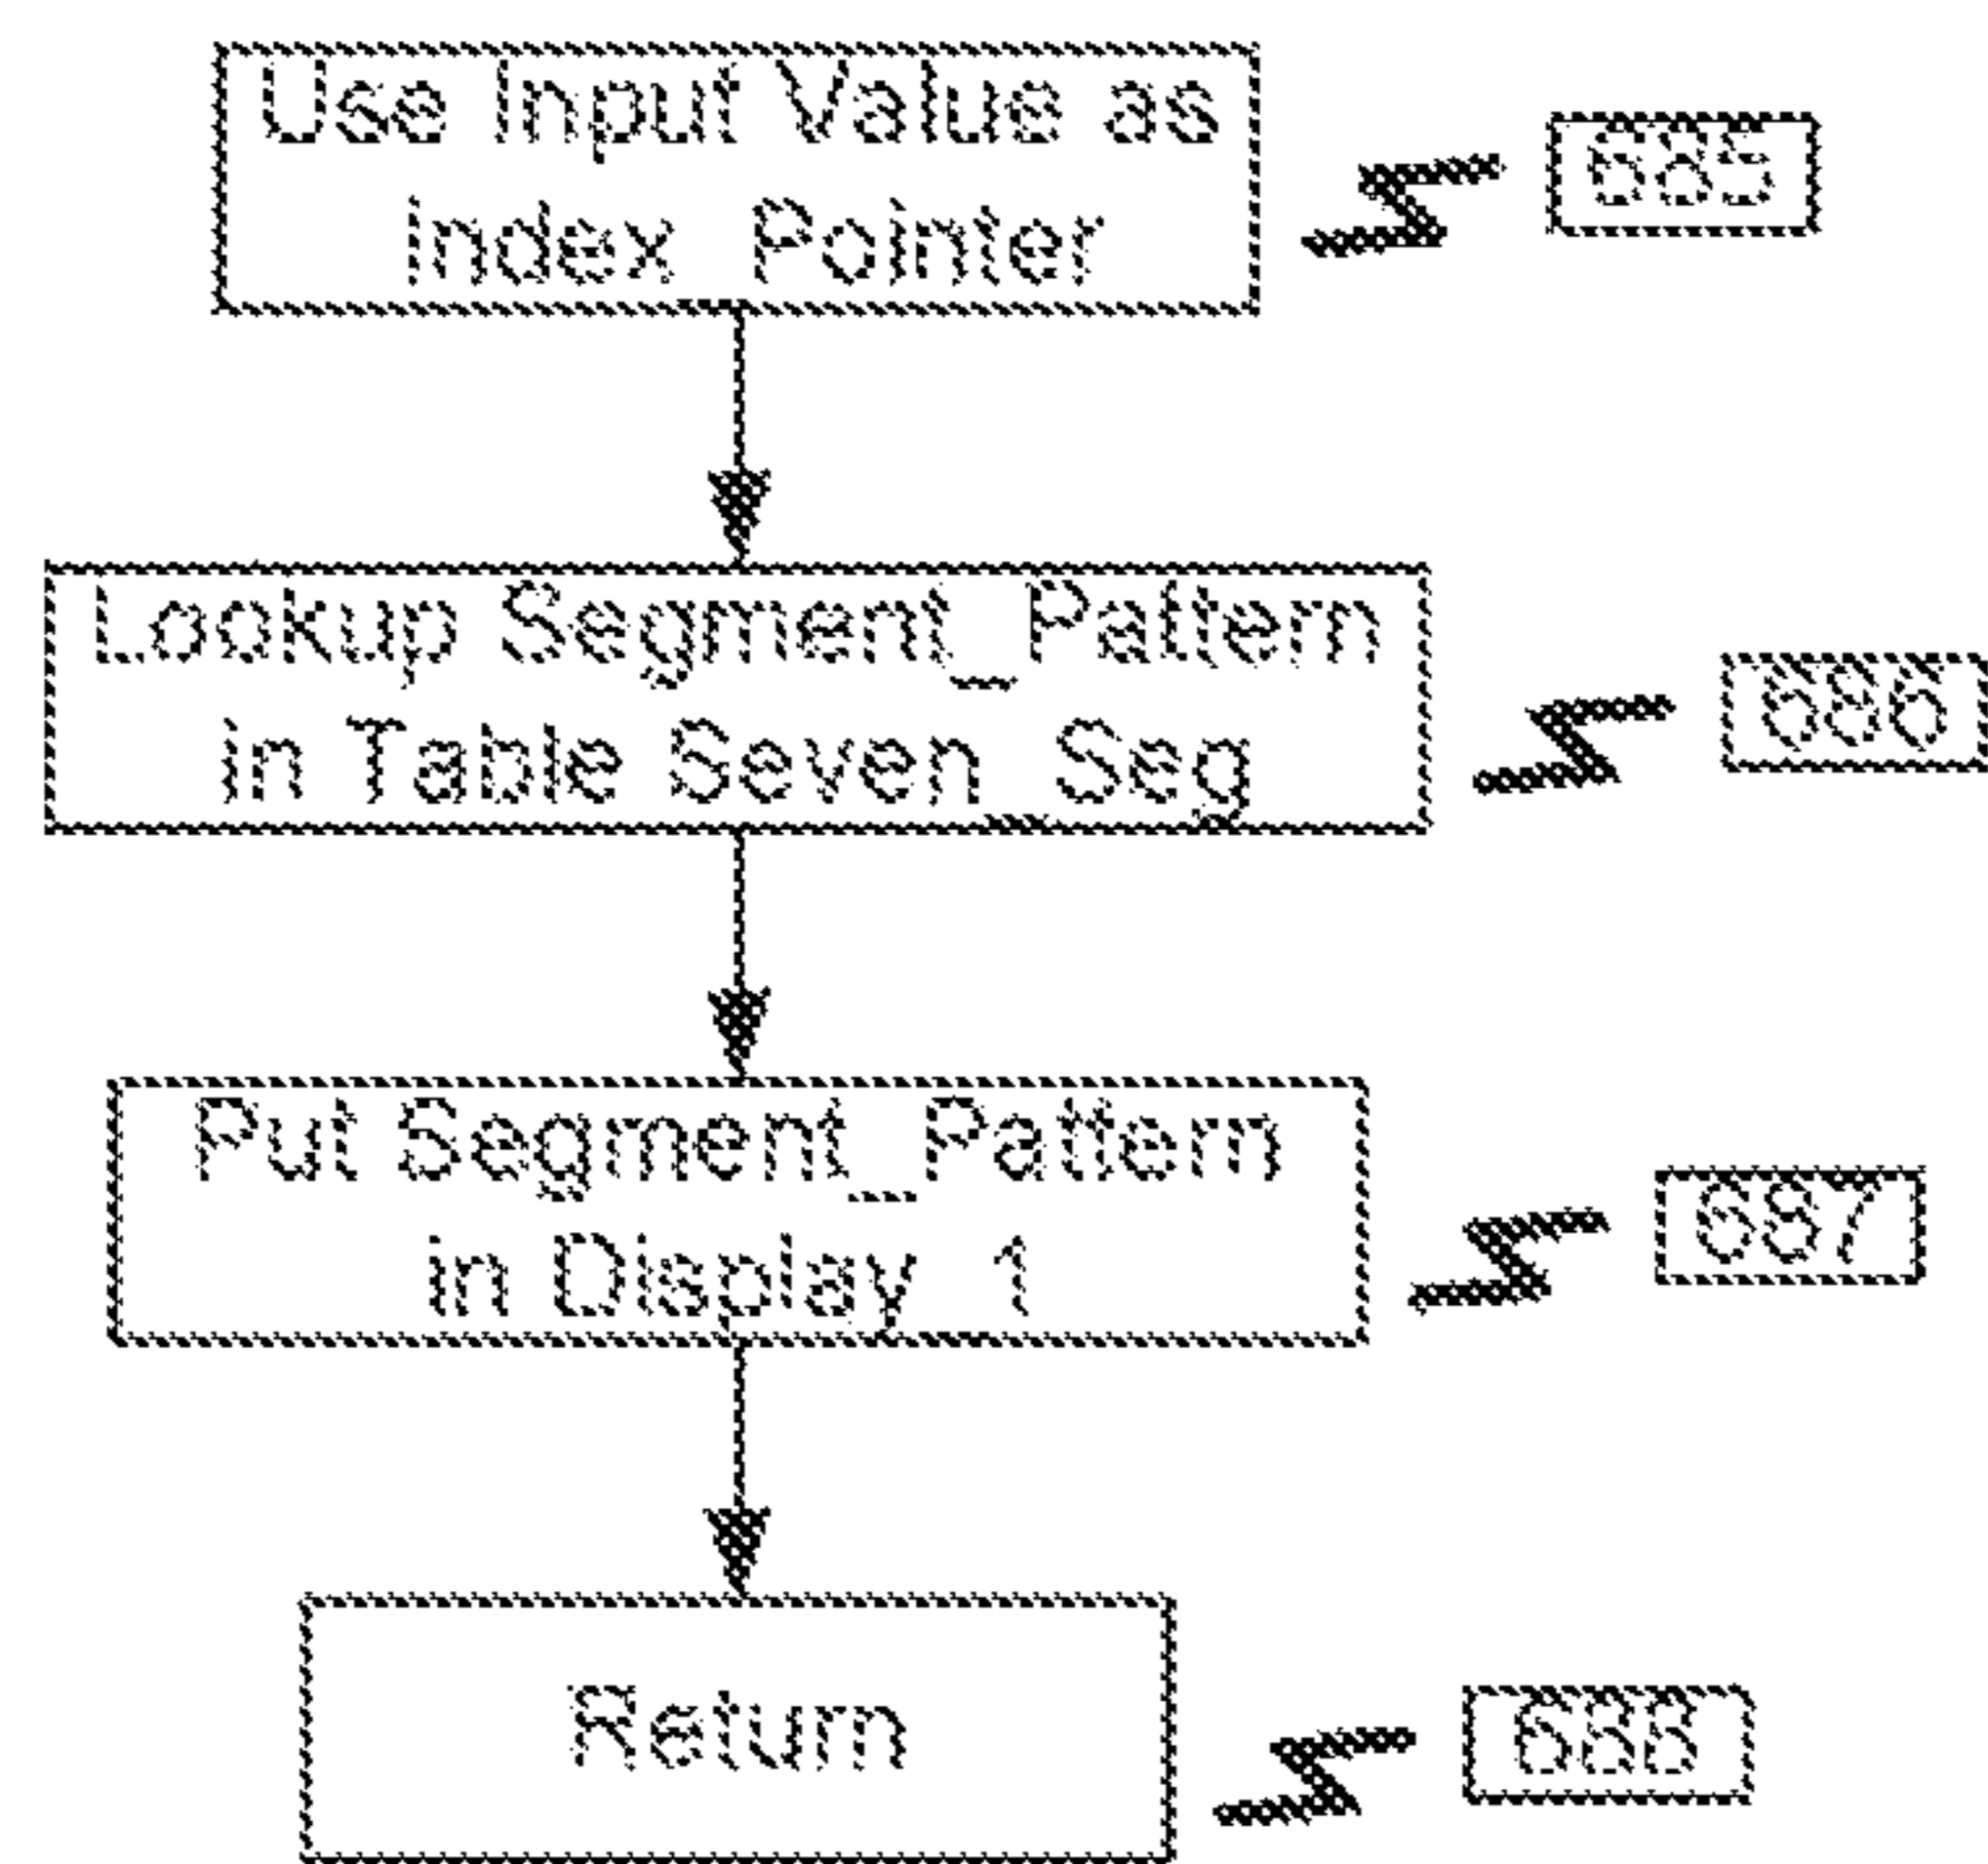 Use Input Value as
Index_Pointer
685
Lookup Segment_Pattern
in Table Seven_Seg
686
Put Segment_Pattern
in Display_1
687
Return
688